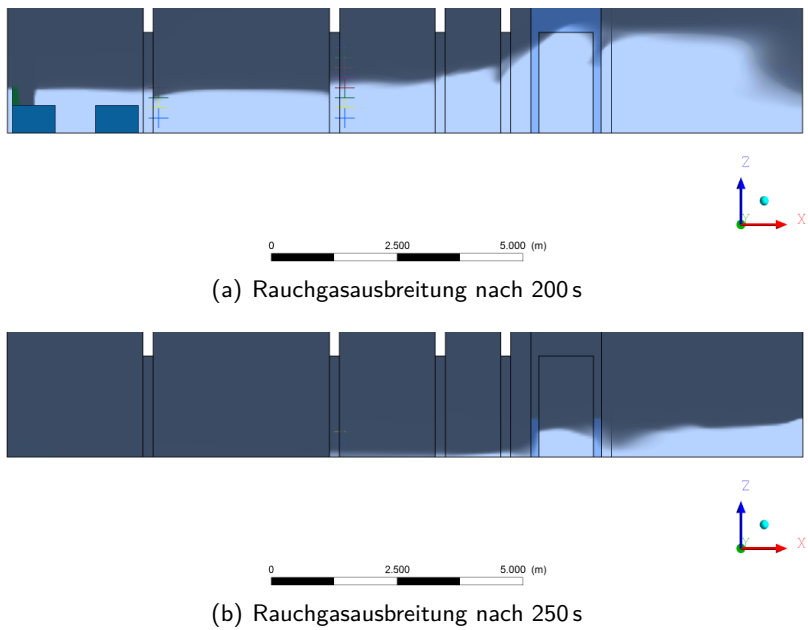 Z
Y
X
0
2.500
5.000 (m)
(a) Rauchgasausbreitung nach 200 s
Z
Y
X
0
2.500
5.000 (m)
(b) Rauchgasausbreitung nach 250 s